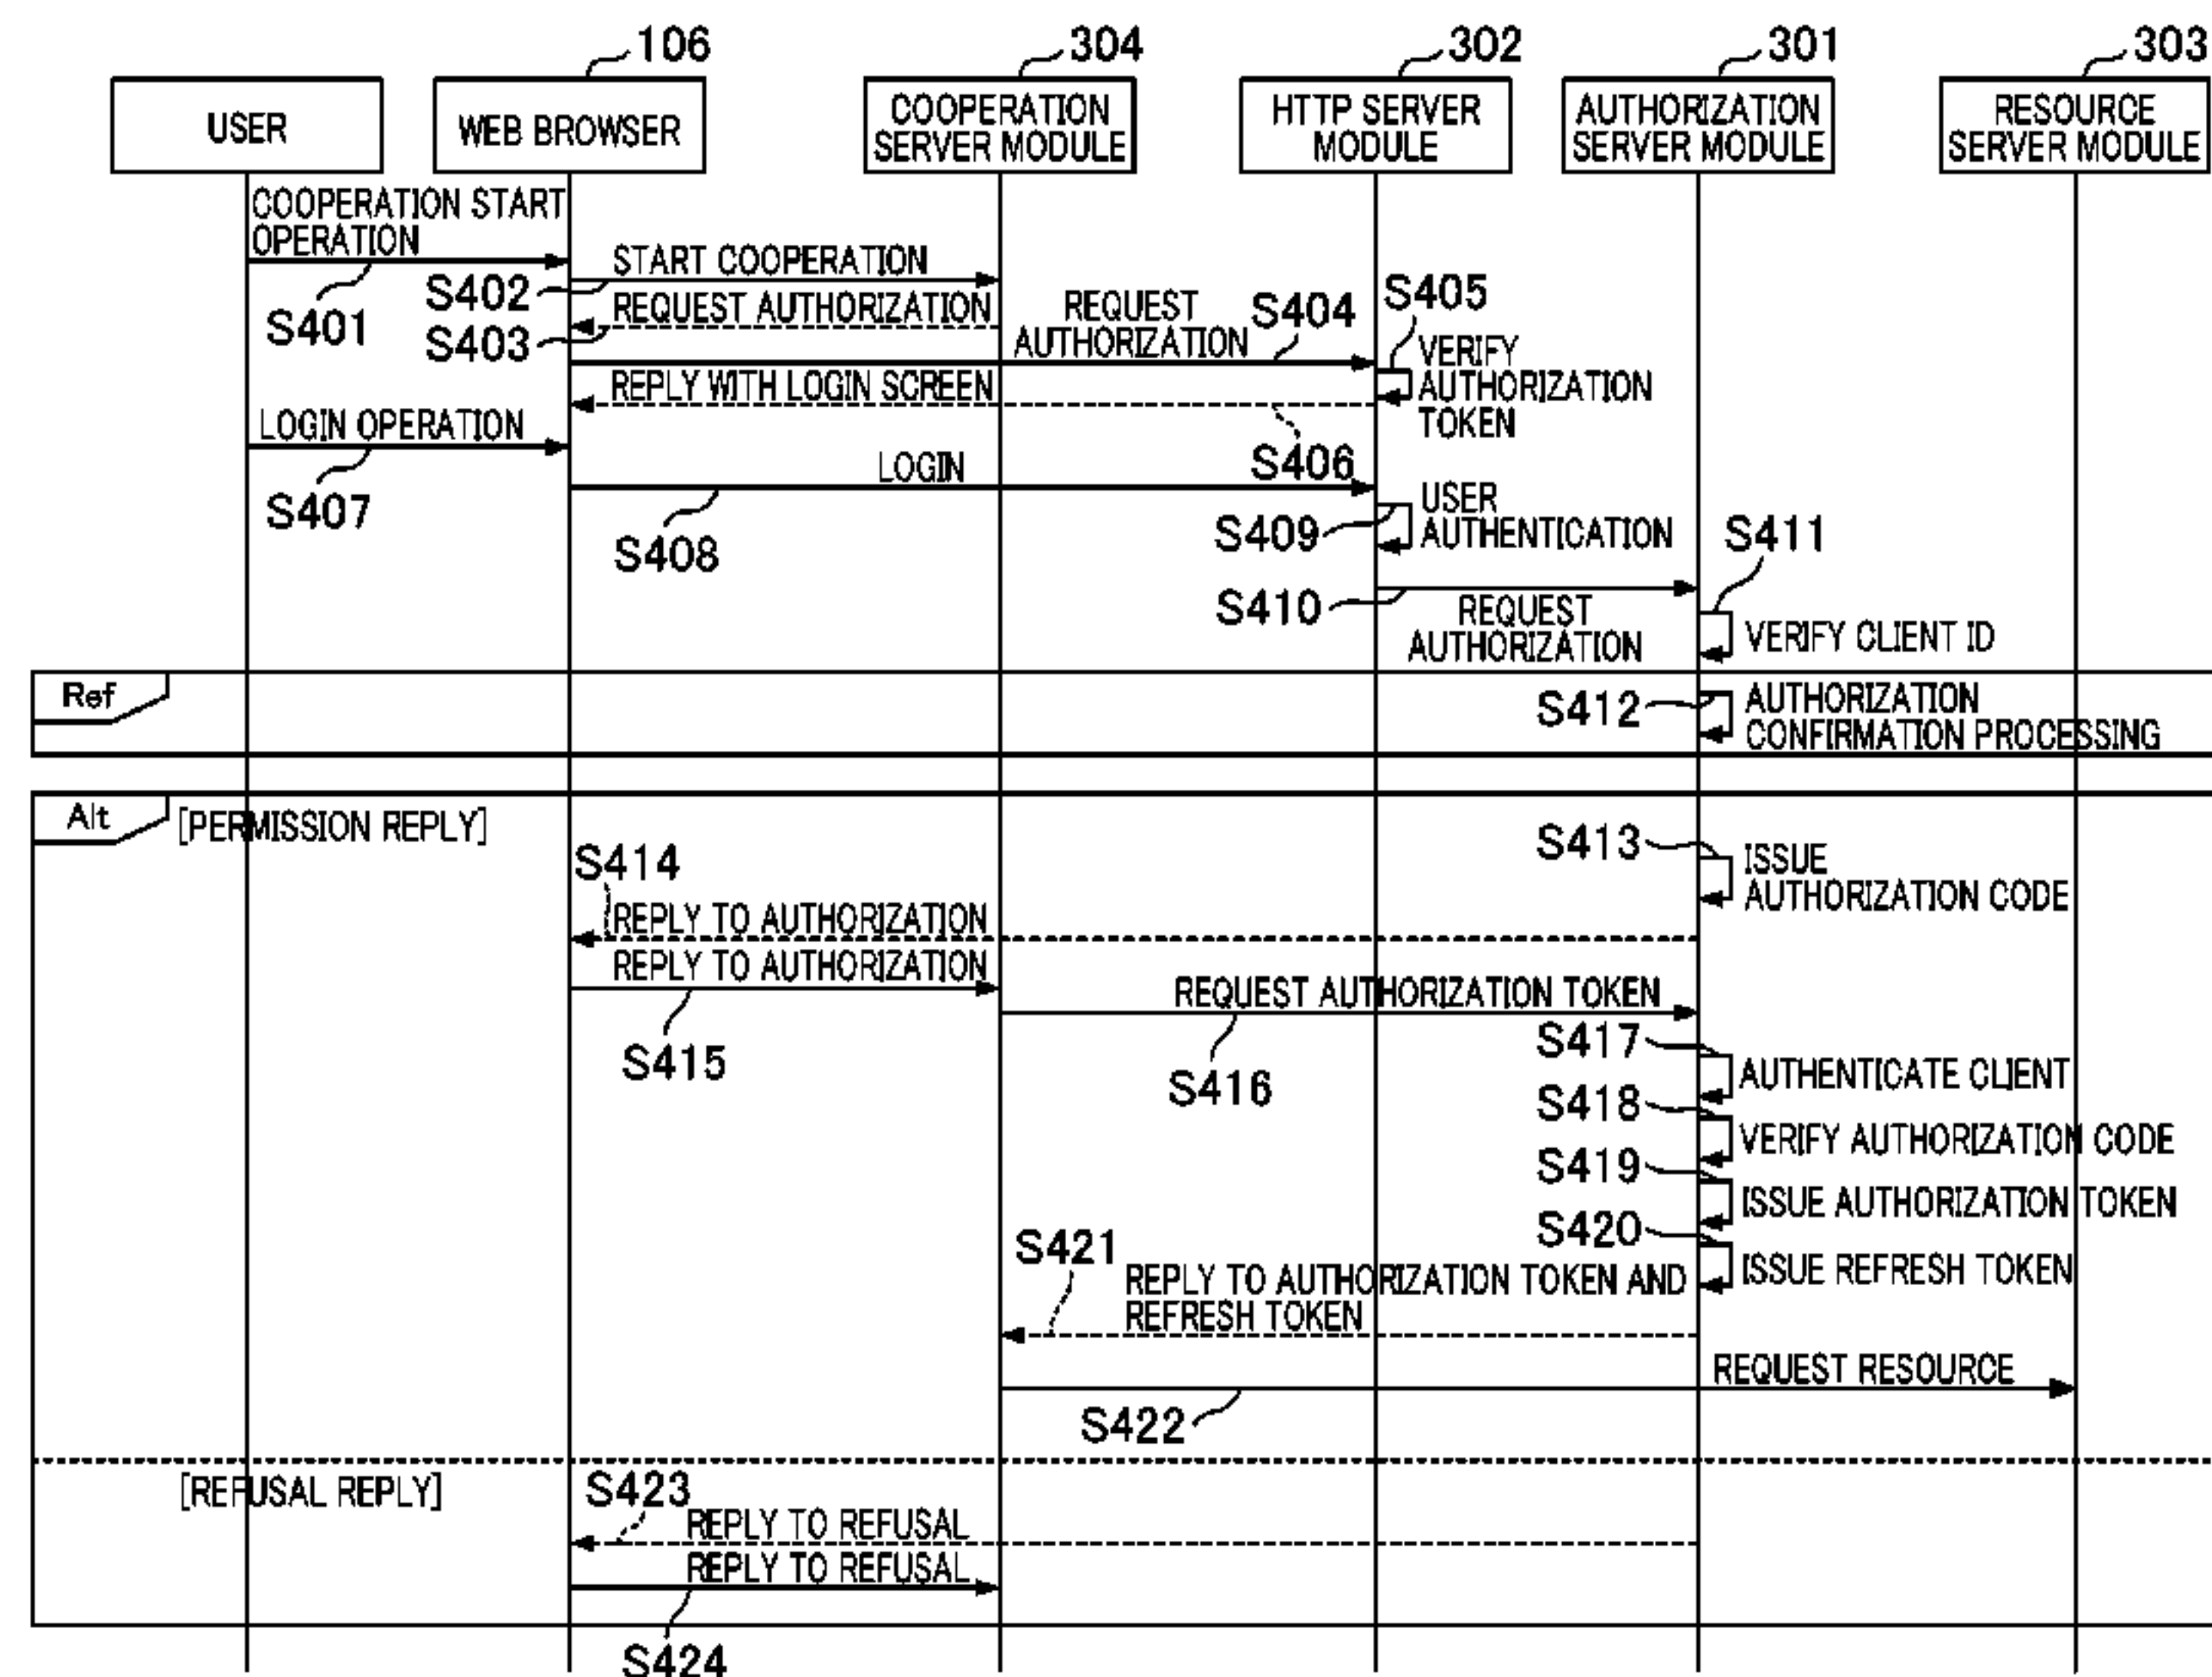 106
304
302
301
303
USER
WEB BROWSER
COOPERATION
SERVER MODULE
HTTP SERVER
MODULE
AUTHORIZATION
SERVER MODULE
RESOURCE
SERVER MODULE
COOPERATION START
OPERATION
S401
S402
START COOPERATION
S403
REQUEST AUTHORIZATION
REQUEST
AUTHORIZATION
S404
S405
VERIFY
AUTHORIZATION
TOKEN
REPLY WITH LOGIN SCREEN
S406
LOGIN OPERATION
S407
LOGIN
S408
S409
USER
AUTHENTICATION
S410
REQUEST
AUTHORIZATION
S411
VERIFY CLIENT ID
Ref
S412
AUTHORIZATION
CONFIRMATION PROCESSING
Alt
[PERMISSION REPLY]
S413
ISSUE
AUTHORIZATION CODE
S414
REPLY TO AUTHORIZATION
REPLY TO AUTHORIZATION
S415
REQUEST AUTHORIZATION TOKEN
S416
S417
AUTHENTICATE CLIENT
S418
VERIFY AUTHORIZATION CODE
S419
ISSUE AUTHORIZATION TOKEN
S420
ISSUE REFRESH TOKEN
S421
REPLY TO AUTHORIZATION TOKEN AND
REFRESH TOKEN
REQUEST RESOURCE
S422
[REFUSAL REPLY]
S423
REPLY TO REFUSAL
REPLY TO REFUSAL
S424